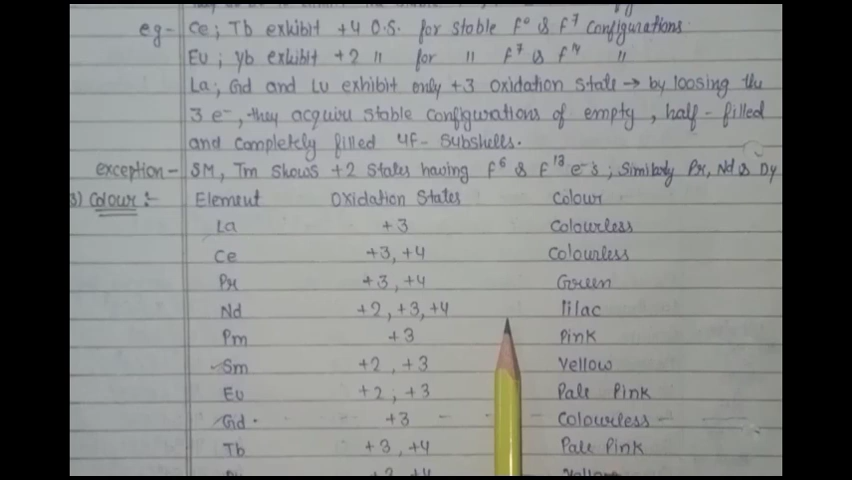 eg- Ce; Tb exhibit +4 O.S. for stable f⁰ & f⁷ Configurations
Eu; Yb exhibit +2 " for " f⁷ & f¹⁴ "
La; Gd and Lu exhibit only +3 oxidation state → by loosing the
3 e⁻, they acquire stable configurations of empty, half-filled
and completely filled 4f- subshells.
exception- SM, Tm shows +2 states having f⁶ & f¹³ e⁻s; Similarly Pr, Nd & Dy
3) Colour:- Element Oxidation States Colour
La +3 Colourless
Ce +3, +4 Colourless
Pr +3, +4 Green
Nd +2, +3, +4 lilac
Pm +3 Pink
Sm +2, +3 Yellow
Eu +2, +3 Pale Pink
Gd +3 Colourless
Tb +3, +4 Pale Pink
+3 +4 Yellow